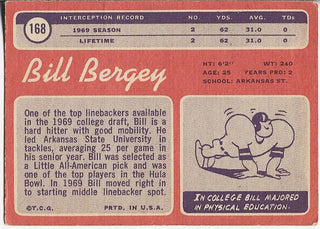 168
INTERCEPTION RECORD NO. YDS. AVG. TDS
1969 SEASON 2 62 31.0 0
LIFETIME 2 62 31.0 0
Bill Bergey
HT: 6'2" WT: 240
AGE: 25 YEARS PRO: 2
SCHOOL: ARKANSAS ST.
One of the top linebackers available
in the 1969 college draft, Bill is a
hard hitter with good mobility. He
led Arkansas State University in
tackles, averaging 25 per game in
his senior year. Bill was selected as
a Little All-American pick and was
one of the top players in the Hula
Bowl. In 1969 Bill moved right in
to starting middle linebacker spot.
©T.C.G. PRTD. IN U.S.A.
IN COLLEGE BILL MAJORED
IN PHYSICAL EDUCATION.